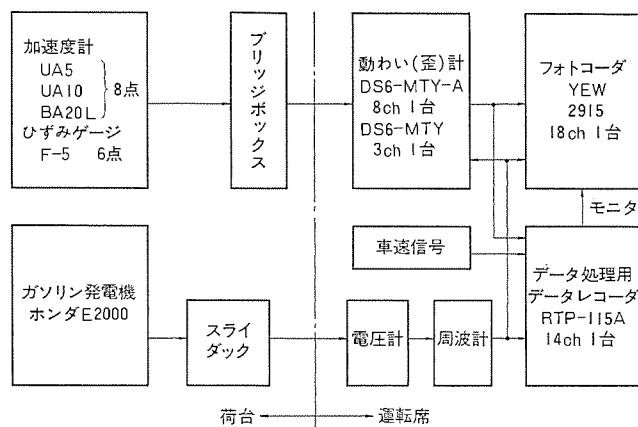 加速度計
UA5
UA10
BA20L
8点
ひずみゲージ
F-5 6点
ブリッジボックス
動わい(歪)計
DS6-MTY-A
8ch 1台
DS6-MTY
3ch 1台
フォトコーダ
YEW
2915
18ch 1台
モニタ
車速信号
ガソリン発電機
ホンダE2000
スライ
ダック
電圧計
周波計
データ処理用
データレコーダ
RTP-115A
14ch 1台
荷台
運転席